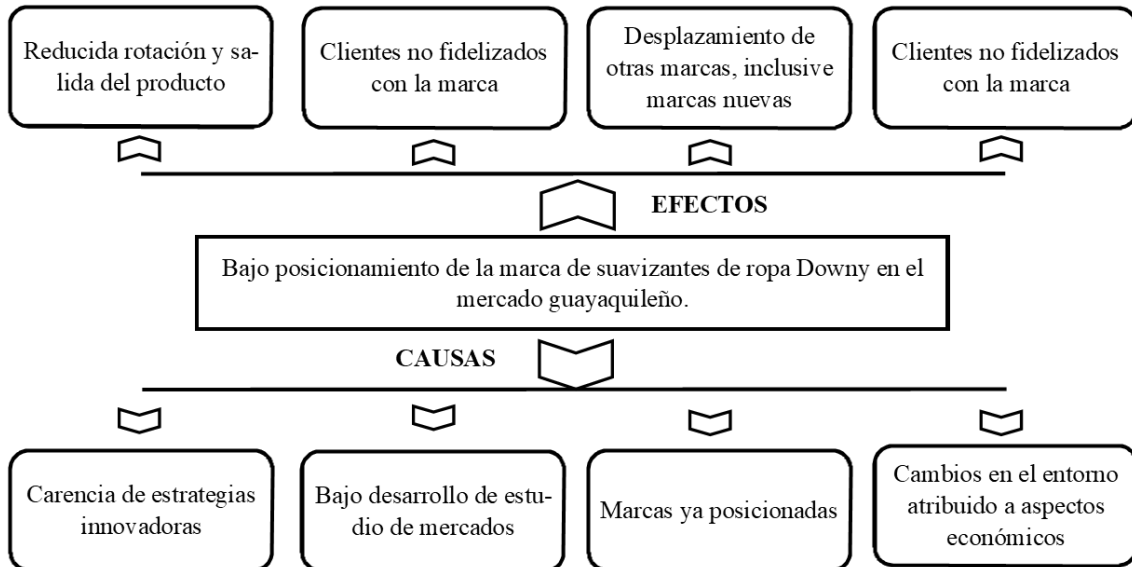 Reducida rotación y sa-
lida del producto
Clientes no fidelizados
con la marca
Desplazamiento de
otras marcas, inclusive
marcas nuevas
Clientes no fidelizados
con la marca
EFECTOS
Bajo posicionamiento de la marca de suavizantes de ropa Downy en el
mercado guayaquileño.
CAUSAS
Carencia de estrategias
innovadoras
Bajo desarrollo de estu-
dio de mercados
Marcas ya posicionadas
Cambios en el entorno
atribuido a aspectos
económicos